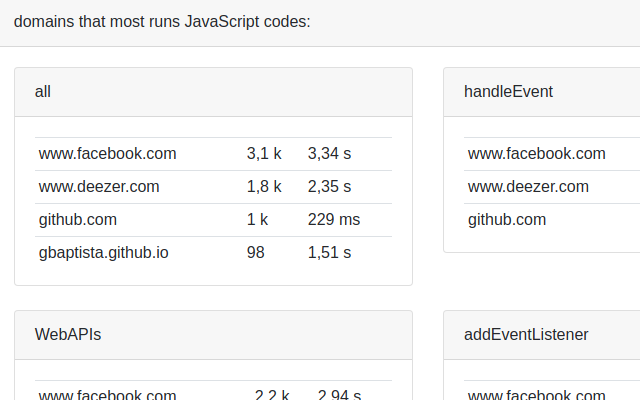 domains that most runs JavaScript codes:
all
www.facebook.com 3,1 k 3,34 s
www.deezer.com 1,8 k 2,35 s
github.com 1 k 229 ms
gbaptista.github.io 98 1,51 s
handleEvent
www.facebook.com
www.deezer.com
github.com
WebAPIs
www.facebook.com 2,2 k 2,94 s
addEventListener
www.facebook.com